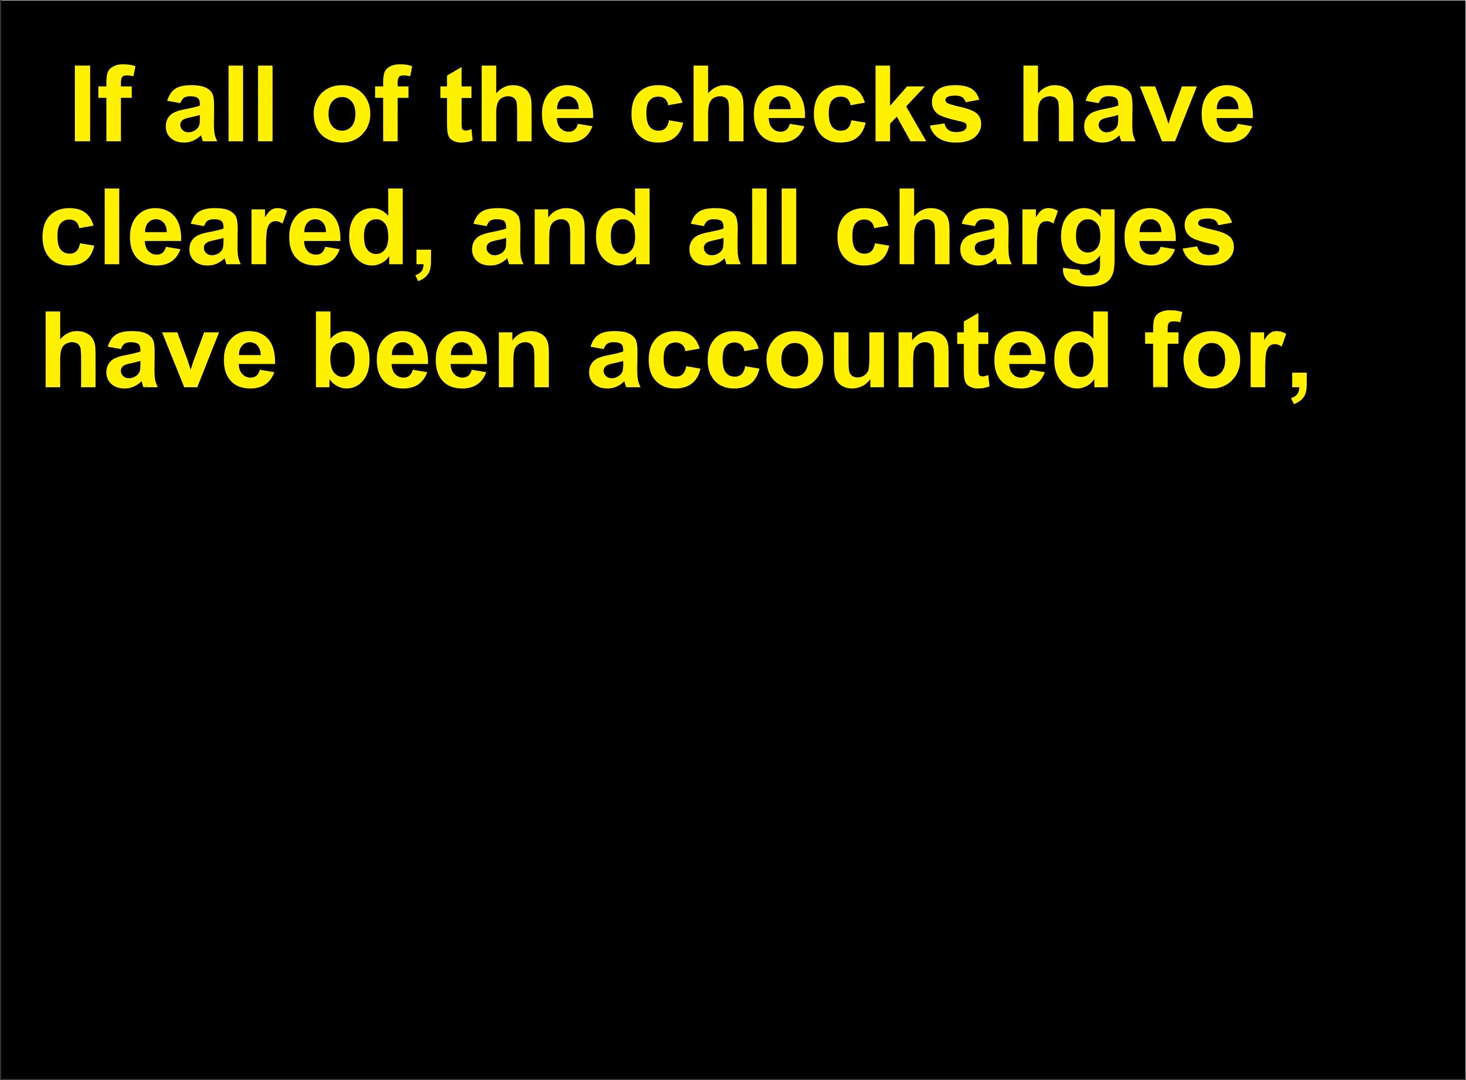 If all of the checks have
cleared, and all charges
have been accounted for,